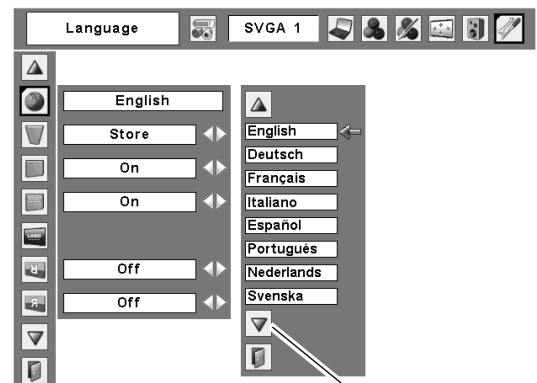 Language
SVGA 1
English
Store
On
On
Off
Off
English
Deutsch
Français
Italiano
Español
Português
Nederlands
Svenska